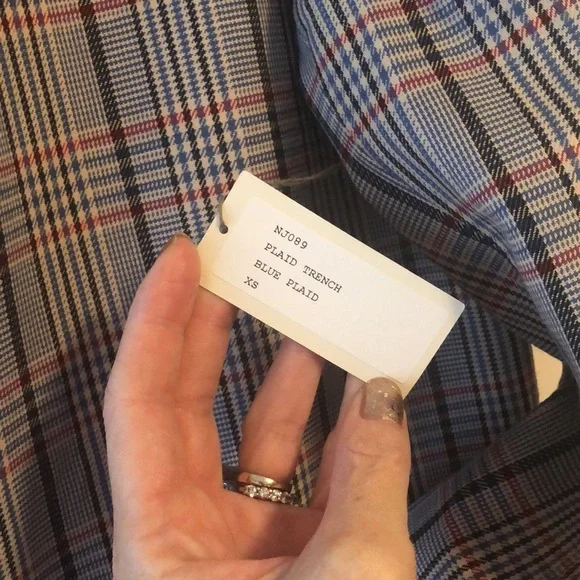 NJ089
PLAID TRENCH
BLUE PLAID
XS